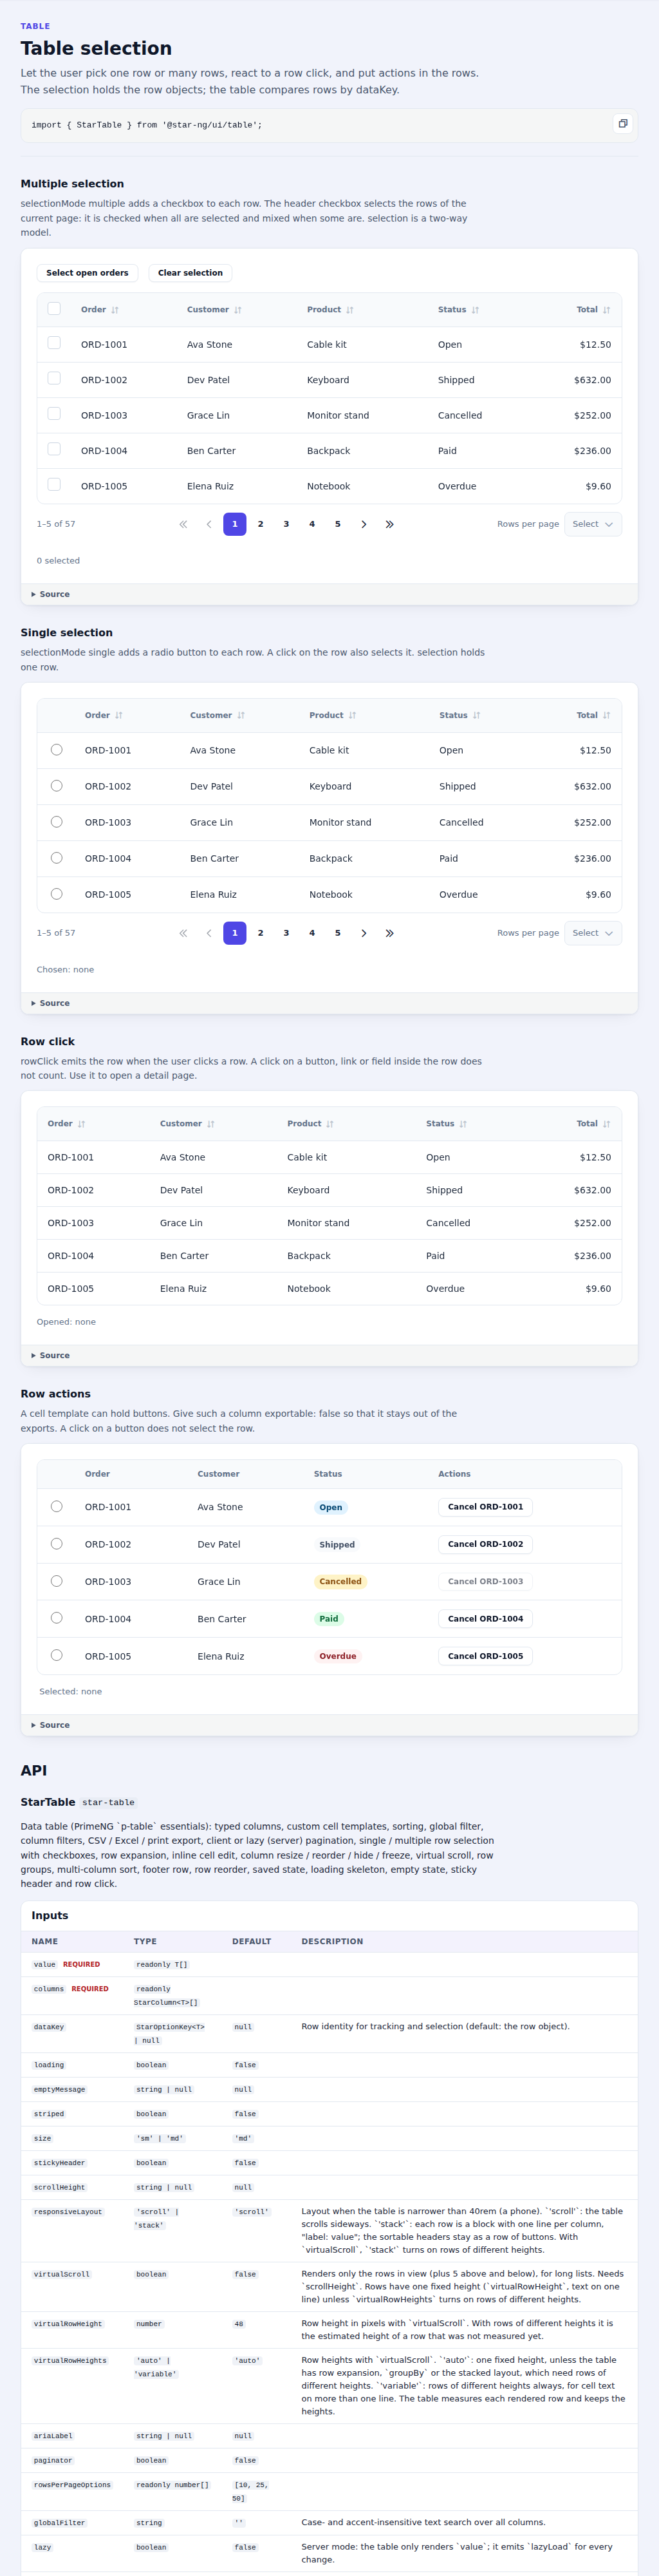 TABLE
Table selection
Let the user pick one row or many rows, react to a row click, and put actions in the rows.
The selection holds the row objects; the table compares rows by dataKey.
import { StarTable } from '@star-ng/ui/table';
Multiple selection
selectionMode multiple adds a checkbox to each row. The header checkbox selects the rows of the
current page: it is checked when all are selected and mixed when some are. selection is a two-way
model.
Select open orders Clear selection
Order Customer Product Status Total
ORD-1001 Ava Stone Cable kit Open $12.50
ORD-1002 Dev Patel Keyboard Shipped $632.00
ORD-1003 Grace Lin Monitor stand Cancelled $252.00
ORD-1004 Ben Carter Backpack Paid $236.00
ORD-1005 Elena Ruiz Notebook Overdue $9.60
1–5 of 57 1 2 3 4 5 Rows per page Select
0 selected
Source
Single selection
selectionMode single adds a radio button to each row. A click on the row also selects it. selection holds
one row.
Order Customer Product Status Total
ORD-1001 Ava Stone Cable kit Open $12.50
ORD-1002 Dev Patel Keyboard Shipped $632.00
ORD-1003 Grace Lin Monitor stand Cancelled $252.00
ORD-1004 Ben Carter Backpack Paid $236.00
ORD-1005 Elena Ruiz Notebook Overdue $9.60
1–5 of 57 1 2 3 4 5 Rows per page Select
Chosen: none
Source
Row click
rowClick emits the row when the user clicks a row. A click on a button, link or field inside the row does
not count. Use it to open a detail page.
Order Customer Product Status Total
ORD-1001 Ava Stone Cable kit Open $12.50
ORD-1002 Dev Patel Keyboard Shipped $632.00
ORD-1003 Grace Lin Monitor stand Cancelled $252.00
ORD-1004 Ben Carter Backpack Paid $236.00
ORD-1005 Elena Ruiz Notebook Overdue $9.60
Opened: none
Source
Row actions
A cell template can hold buttons. Give such a column exportable: false so that it stays out of the
exports. A click on a button does not select the row.
Order Customer Status Actions
ORD-1001 Ava Stone Open Cancel ORD-1001
ORD-1002 Dev Patel Shipped Cancel ORD-1002
ORD-1003 Grace Lin Cancelled Cancel ORD-1003
ORD-1004 Ben Carter Paid Cancel ORD-1004
ORD-1005 Elena Ruiz Overdue Cancel ORD-1005
Selected: none
Source
API
StarTable star-table
Data table (PrimeNG `p-table` essentials): typed columns, custom cell templates, sorting, global filter,
column filters, CSV / Excel / print export, client or lazy (server) pagination, single / multiple row selection
with checkboxes, row expansion, inline cell edit, column resize / reorder / hide / freeze, virtual scroll, row
groups, multi-column sort, footer row, row reorder, saved state, loading skeleton, empty state, sticky
header and row click.
Inputs
NAME TYPE DEFAULT DESCRIPTION
value REQUIRED readonly T[]
columns REQUIRED readonly
StarColumn<T>[]
dataKey StarOptionKey<T> null Row identity for tracking and selection (default: the row object).
| null
loading boolean false
emptyMessage string | null null
striped boolean false
size 'sm' | 'md' 'md'
stickyHeader boolean false
scrollHeight string | null null
responsiveLayout 'scroll' | 'scroll' Layout when the table is narrower than 40rem (a phone). `'scroll'`: the table
'stack' scrolls sideways. `'stack'`: each row is a block with one line per column,
"label: value"; the sortable headers stay as a row of buttons. With
`virtualScroll`, `'stack'` turns on rows of different heights.
virtualScroll boolean false Renders only the rows in view (plus 5 above and below), for long lists. Needs
`scrollHeight`. Rows have one fixed height (`virtualRowHeight`, text on one
line) unless `virtualRowHeights` turns on rows of different heights.
virtualRowHeight number 48 Row height in pixels with `virtualScroll`. With rows of different heights it is
the estimated height of a row that was not measured yet.
virtualRowHeights 'auto' | 'auto' Row heights with `virtualScroll`. `'auto'`: one fixed height, unless the table
'variable' has row expansion, `groupBy` or the stacked layout, which need rows of
different heights. `'variable'`: rows of different heights always, for cell text
on more than one line. The table measures each rendered row and keeps the
heights.
ariaLabel string | null null
paginator boolean false
rowsPerPageOptions readonly number[] [10, 25,
50]
globalFilter string '' Case- and accent-insensitive text search over all columns.
lazy boolean false Server mode: the table only renders `value`; it emits `lazyLoad` for every
change.